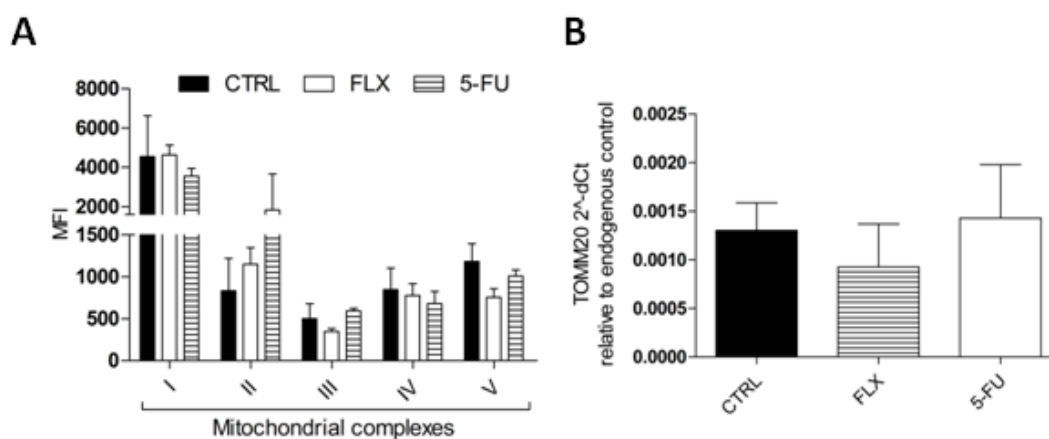 A
CTRL FLX 5-FU
8000
6000
4000
2000
1500
1000
500
0
MFI
I II III IV V
Mitochondrial complexes
B
TOMM20 2^-dCt
relative to endogenous control
0.0025
0.0020
0.0015
0.0010
0.0005
0.0000
CTRL FLX 5-FU